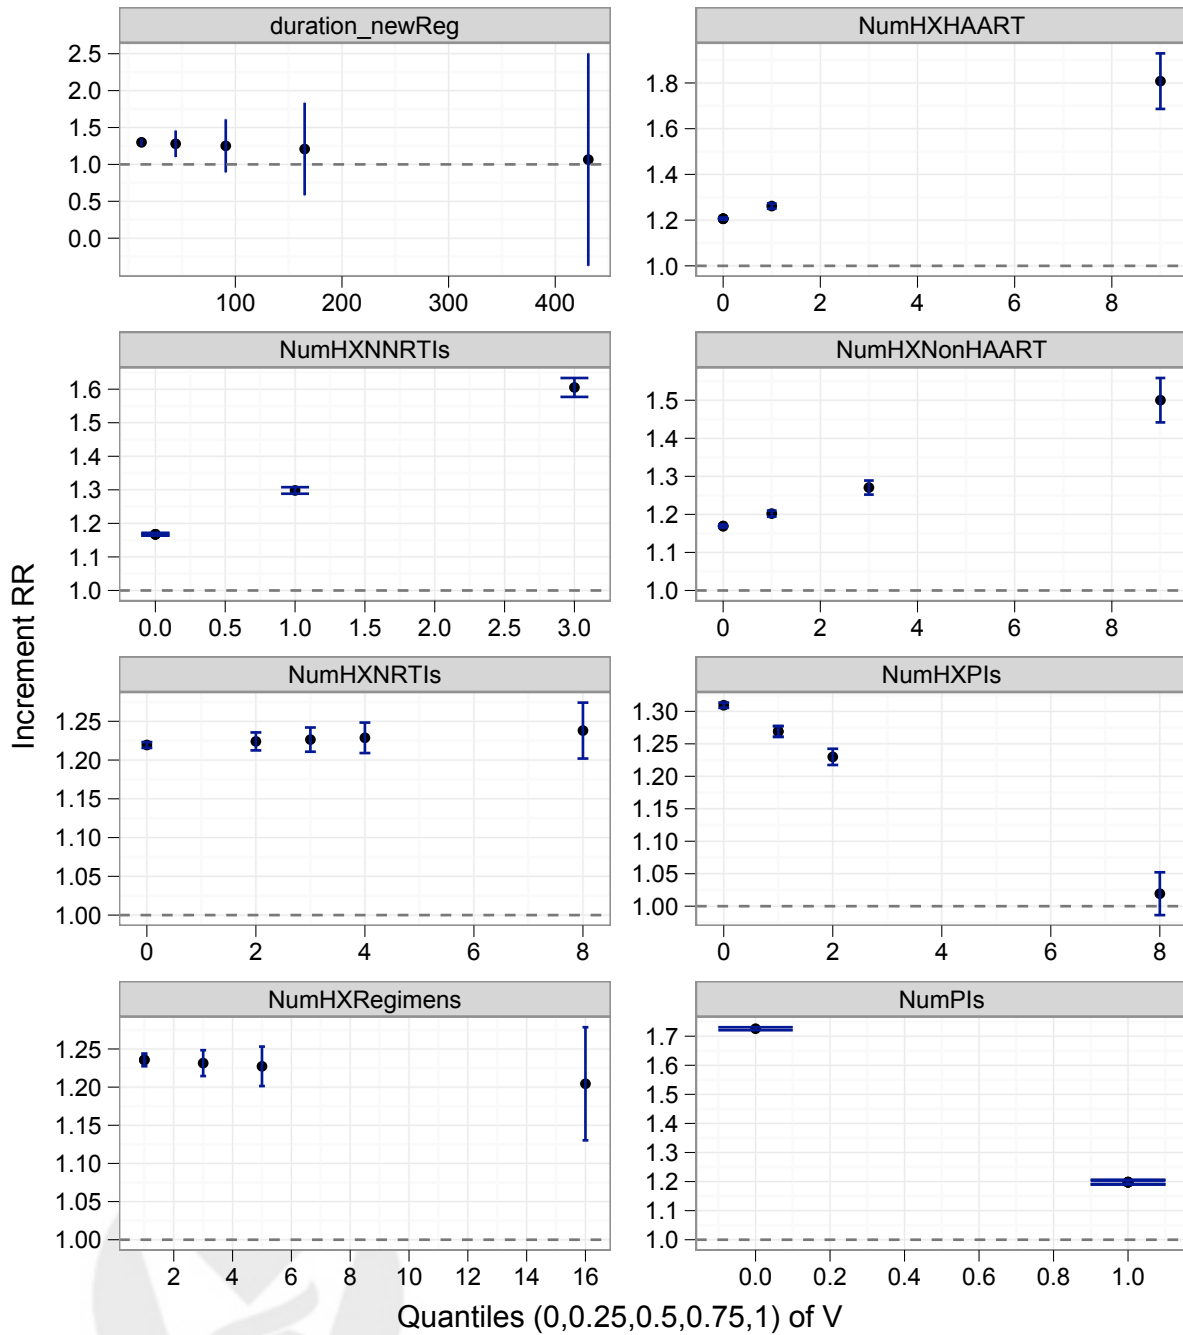 duration_newReg
2.5
2.0
1.5
1.0
0.5
0.0
100 200 300 400
NumHXHAART
1.8
1.6
1.4
1.2
1.0
0 2 4 6 8
NumHXNNRTIs
1.6
1.5
1.4
1.3
1.2
1.1
1.0
0.0 0.5 1.0 1.5 2.0 2.5 3.0
NumHXNonHAART
1.5
1.4
1.3
1.2
1.1
1.0
0 2 4 6 8
NumHXNRTIs
1.25
1.20
1.15
1.10
1.05
1.00
0 2 4 6 8
NumHXPIs
1.30
1.25
1.20
1.15
1.10
1.05
1.00
0 2 4 6 8
NumHXRegimens
1.25
1.20
1.15
1.10
1.05
1.00
2 4 6 8 10 12 14 16
NumPIs
1.7
1.6
1.5
1.4
1.3
1.2
1.1
1.0
0.0 0.2 0.4 0.6 0.8 1.0
Increment RR
Quantiles (0,0.25,0.5,0.75,1) of V